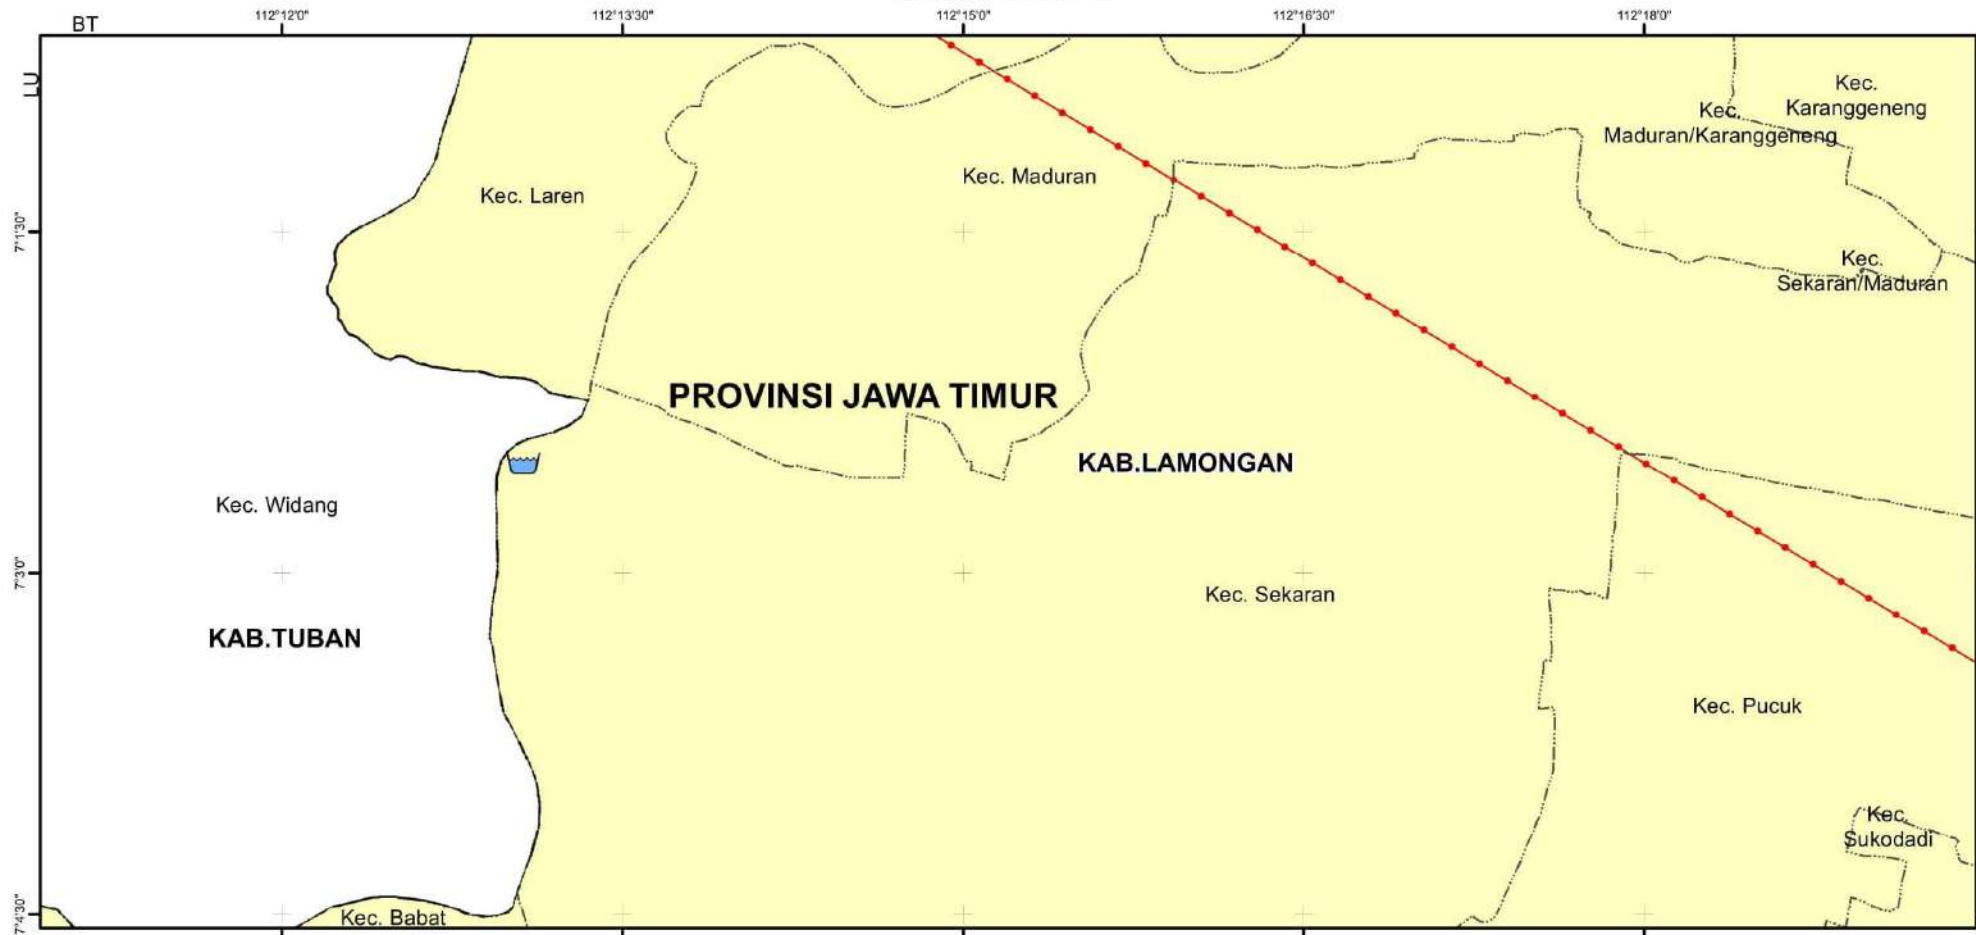 BT
112°12'0"
112°13'30"
112°15'0"
112°16'30"
112°18'0"
LU
Kec.
Karanggeneng
Kec.
Maduran/Karanggeneng
Kec. Maduran
Kec. Laren
7°1'30"
Kec.
Sekaran/Maduran
PROVINSI JAWA TIMUR
KAB.LAMONGAN
Kec. Widang
7°3'0"
Kec. Sekaran
KAB.TUBAN
Kec. Pucuk
Kec.
Sukodadi
7°4'30"
Kec. Babat